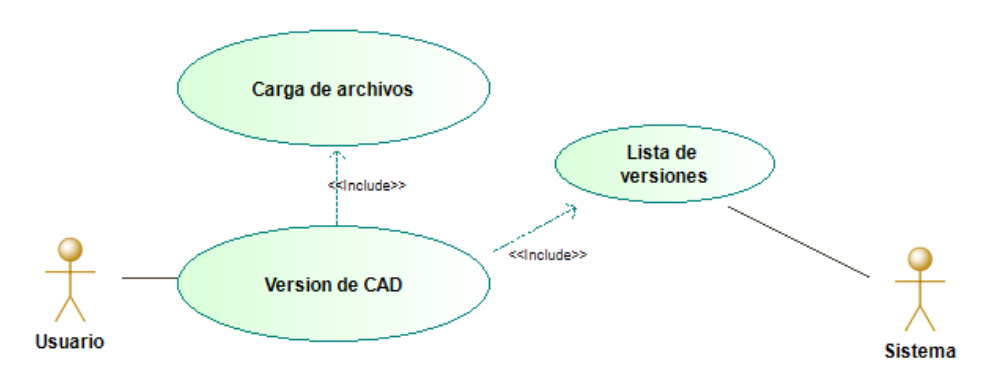 Carga de archivos
Lista de
versiones
<<Include>>
<<Include>>
Version de CAD
Usuario
Sistema